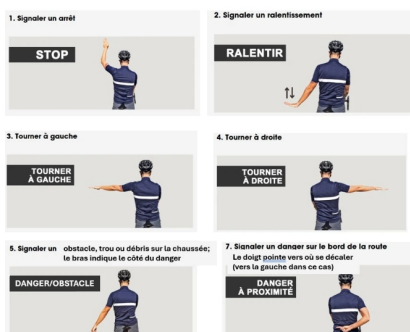 1. Signaler un arrêt
STOP
2. Signaler un ralentissement
RALENTIR
3. Tourner à gauche
TOURNER
À GAUCHE
4. Tourner à droite
TOURNER
À DROITE
5. Signaler un obstacle, trou ou débris sur la chaussée;
le bras indique le côté du danger
DANGER/OBSTACLE
7. Signaler un danger sur le bord de la route
Le doigt pointe vers où se décaler
(vers la gauche dans ce cas)
DANGER
À PROXIMITÉ